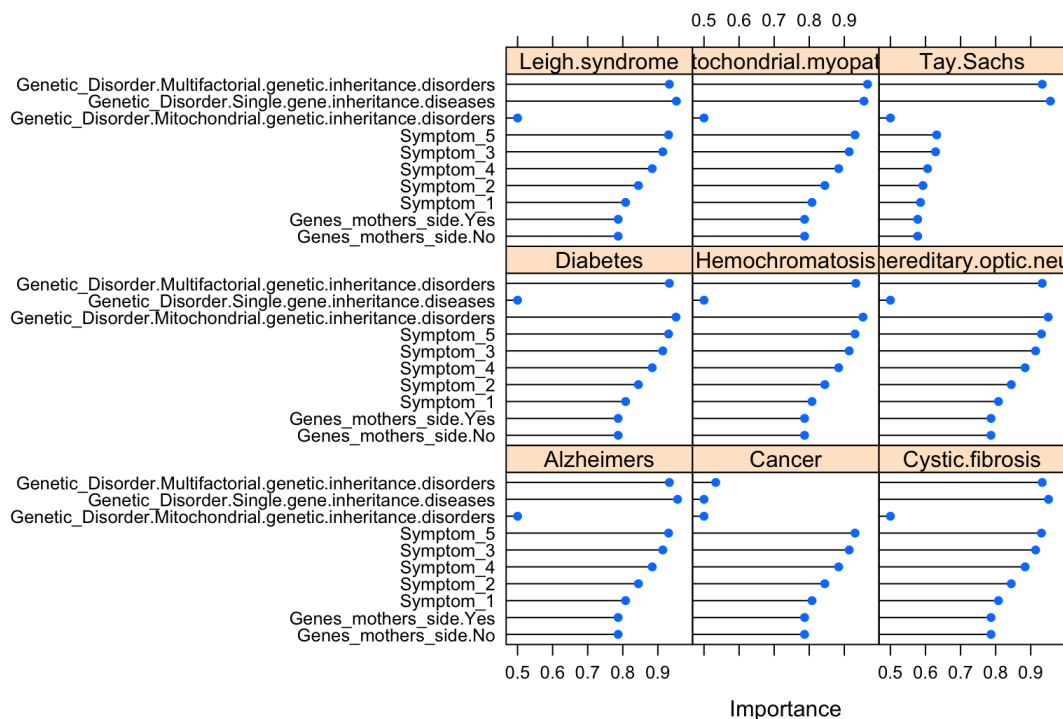 0.5 0.6 0.7 0.8 0.9
Leigh.syndrome
tochondrial.myopat
Tay.Sachs
Genetic_Disorder.Multifactorial.genetic.inheritance.disorders
Genetic_Disorder.Single.gene.inheritance.diseases
Genetic_Disorder.Mitochondrial.genetic.inheritance.disorders
Symptom_5
Symptom_3
Symptom_4
Symptom_2
Symptom_1
Genes_mothers_side.Yes
Genes_mothers_side.No
Diabetes
Hemochromatosis
hereditary.optic.neu
Genetic_Disorder.Multifactorial.genetic.inheritance.disorders
Genetic_Disorder.Single.gene.inheritance.diseases
Genetic_Disorder.Mitochondrial.genetic.inheritance.disorders
Symptom_5
Symptom_3
Symptom_4
Symptom_2
Symptom_1
Genes_mothers_side.Yes
Genes_mothers_side.No
Alzheimers
Cancer
Cystic.fibrosis
Genetic_Disorder.Multifactorial.genetic.inheritance.disorders
Genetic_Disorder.Single.gene.inheritance.diseases
Genetic_Disorder.Mitochondrial.genetic.inheritance.disorders
Symptom_5
Symptom_3
Symptom_4
Symptom_2
Symptom_1
Genes_mothers_side.Yes
Genes_mothers_side.No
0.5 0.6 0.7 0.8 0.9
0.5 0.6 0.7 0.8 0.9
Importance